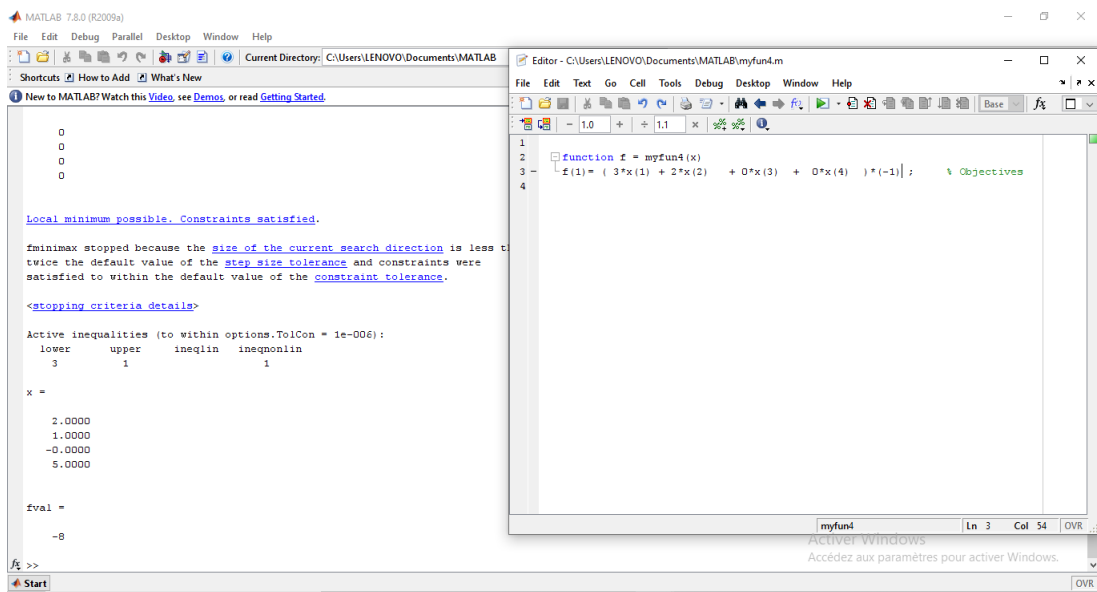 MATLAB 7.8.0 (R2009a)
File Edit Debug Parallel Desktop Window Help
Current Directory: C:\Users\LENOVO\Documents\MATLAB
Shortcuts How to Add What's New
New to MATLAB? Watch this Video, see Demos, or read Getting Started.
0
0
0
0
Local minimum possible. Constraints satisfied.
fminimax stopped because the size of the current search direction is less
twice the default value of the step size tolerance and constraints were
satisfied to within the default value of the constraint tolerance.
<stopping criteria details>
Active inequalities (to within options.TolCon = 1e-006):
lower upper ineqlin ineqnonlin
3 1 1
x =
2.0000
1.0000
-0.0000
5.0000
fval =
-8
fx >>
Start
OVR
Editor - C:\Users\LENOVO\Documents\MATLAB\myfun4.m
File Edit Text Go Cell Tools Debug Desktop Window Help
Base fx
- 1.0 + ÷ 1.1 ×
1
2 function f = myfun4(x)
3 - f(1)= ( 3*x(1) + 2*x(2) + 0*x(3) + 0*x(4) )*(-1) ; % Objectives
4
myfun4 Ln 3 Col 54 OVR
Activer Windows
Accédez aux paramètres pour activer Windows.